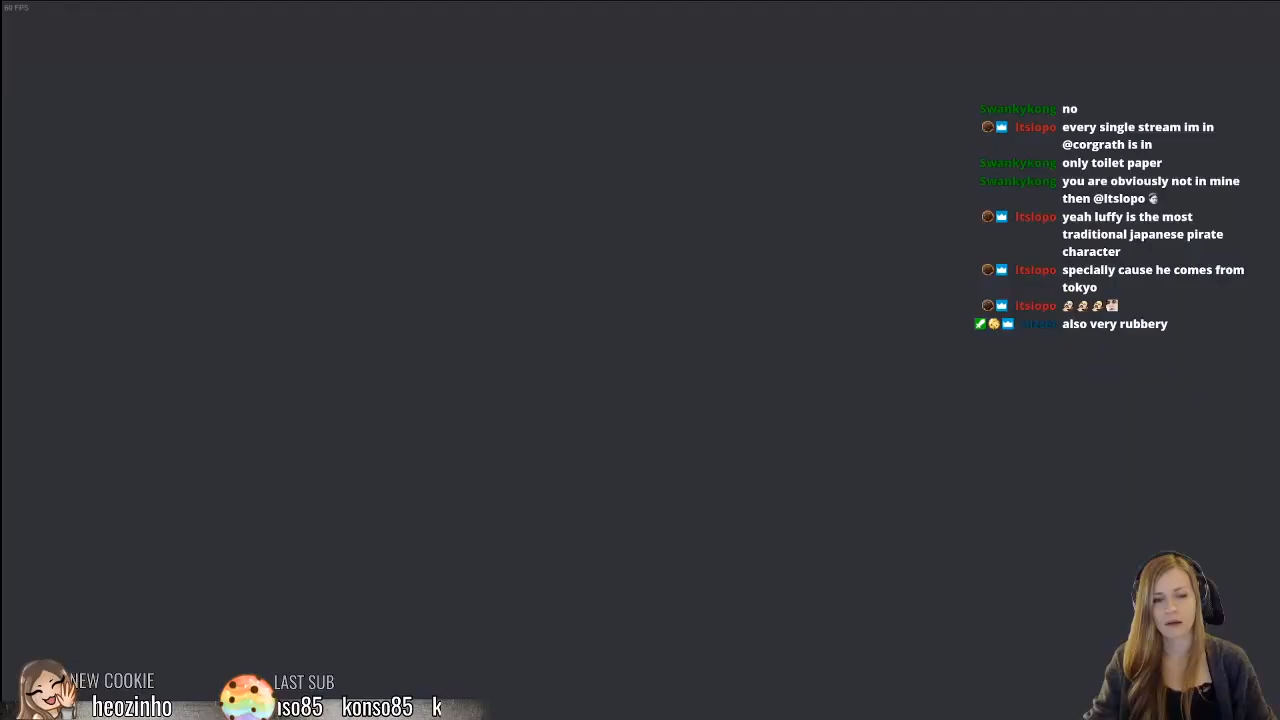 60 FPS
Swankykong no
Itslopo every single stream im in
@corgrath is in
Swankykong only toilet paper
Swankykong you are obviously not in mine
then @Itslopo
Itslopo yeah luffy is the most
traditional japanese pirate
character
Itslopo specially cause he comes from
tokyo
Itslopo
also very rubbery
NEW COOKIE
heozinho
LAST SUB
so85 konso85 k